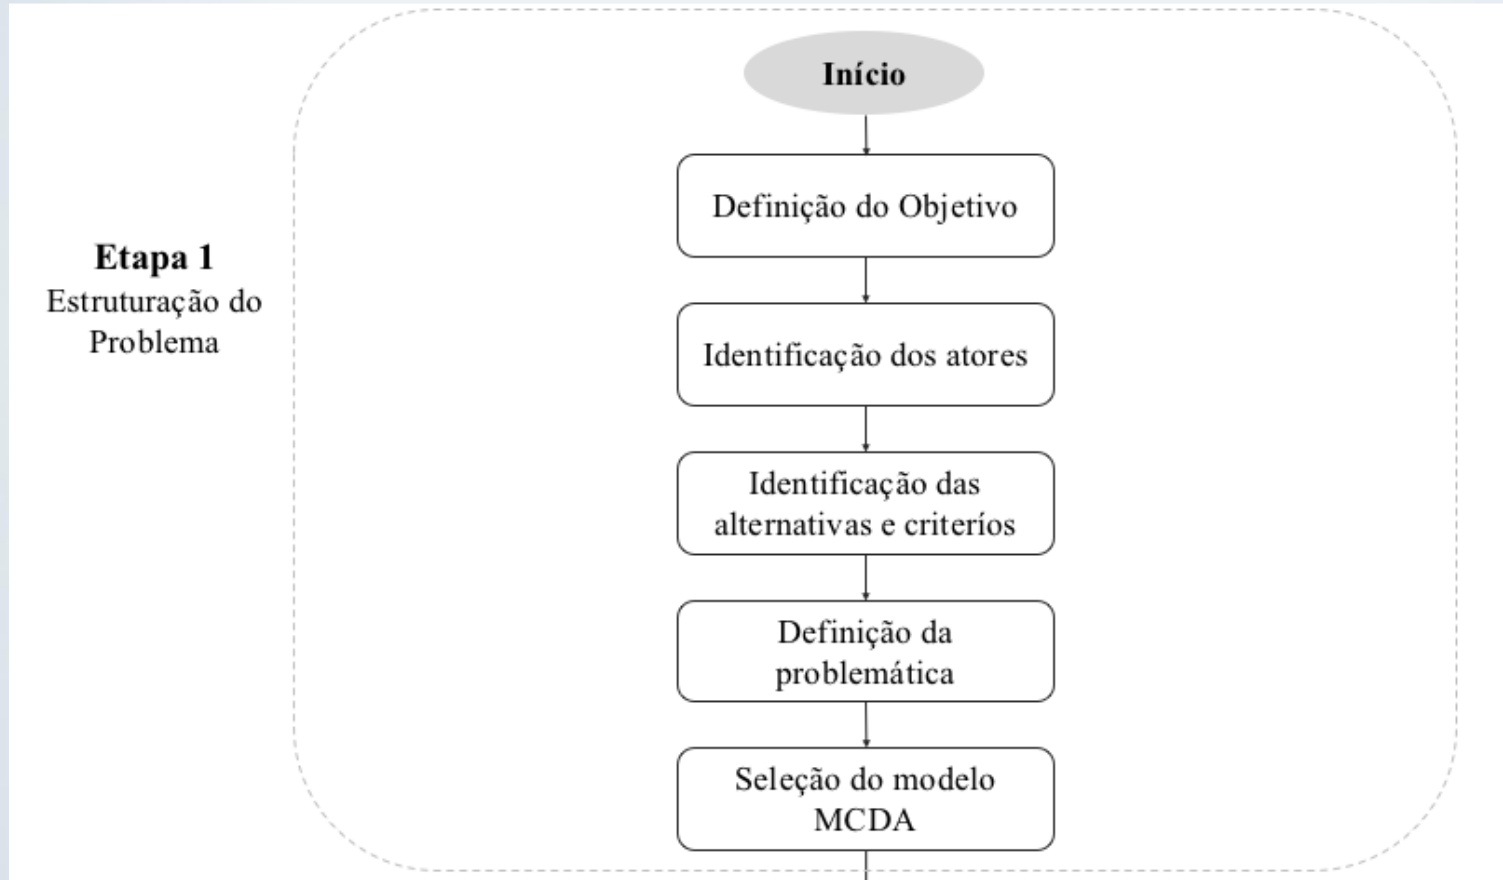 Início
Definição do Objetivo
Etapa 1
Estruturação do
Problema
Identificação dos atores
Identificação das
alternativas e criteríos
Definição da
problemática
Seleção do modelo
MCDA